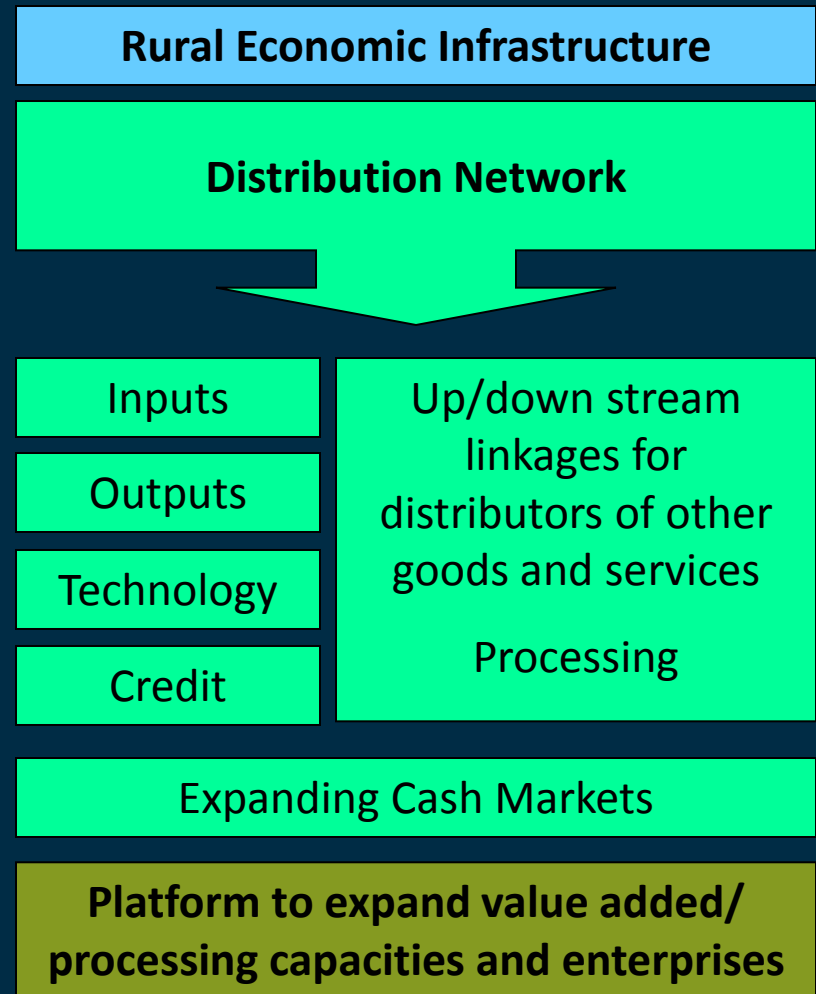 Rural Economic Infrastructure
Distribution Network
Inputs
Outputs
Technology
Credit
Up/down stream
linkages for
distributors of other
goods and services
Processing
Expanding Cash Markets
Platform to expand value added/
processing capacities and enterprises